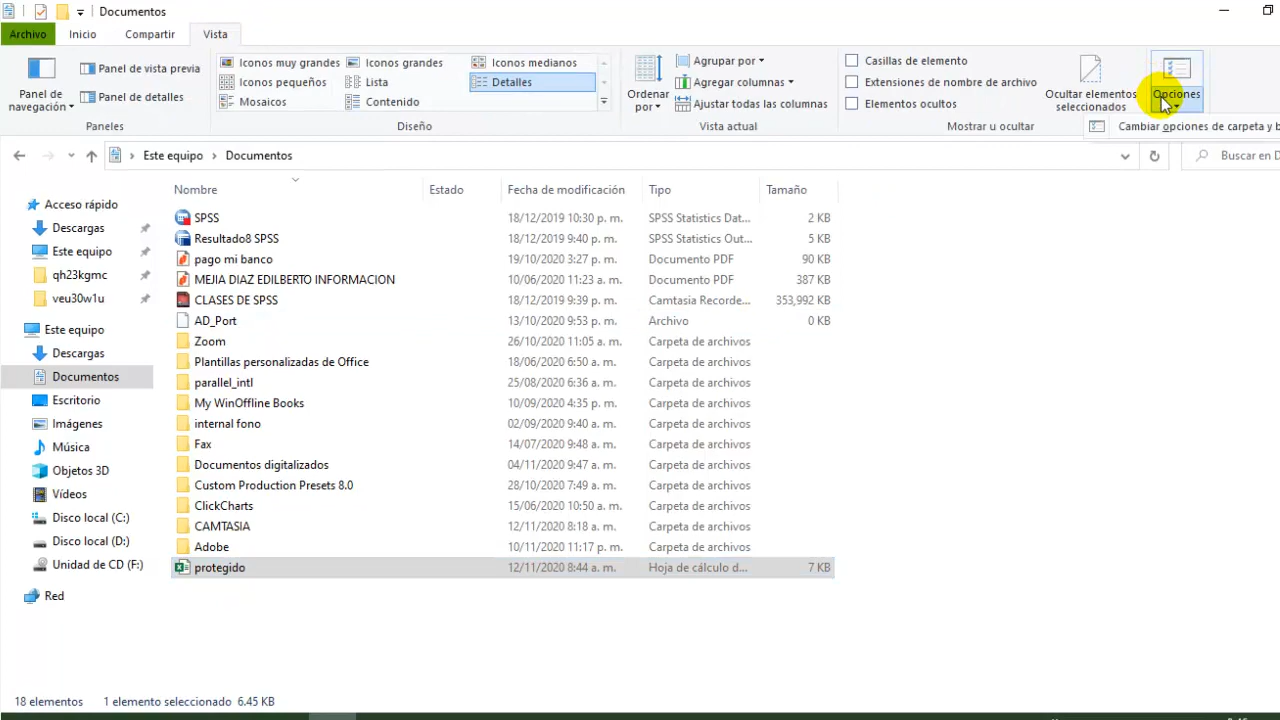 Documentos
Archivo Inicio Compartir Vista
Panel de navegación
Panel de vista previa
Panel de detalles
Paneles
Iconos muy grandes Iconos grandes Iconos medianos
Iconos pequeños Lista Detalles
Mosaicos Contenido
Diseño
Ordenar por
Agrupar por
Agregar columnas
Ajustar todas las columnas
Vista actual
Casillas de elemento
Extensiones de nombre de archivo
Elementos ocultos
Ocultar elementos seleccionados
Mostrar u ocultar
Opciones
Cambiar opciones de carpeta y b
Este equipo > Documentos
Buscar en D
Acceso rápido
Descargas
Este equipo
qh23kgmc
veu30w1u
Este equipo
Descargas
Documentos
Escritorio
Imágenes
Música
Objetos 3D
Vídeos
Disco local (C:)
Disco local (D:)
Unidad de CD (F:)
Red
Nombre Estado Fecha de modificación Tipo Tamaño
SPSS 18/12/2019 10:30 p. m. SPSS Statistics Dat... 2 KB
Resultado8 SPSS 18/12/2019 9:40 p. m. SPSS Statistics Out... 5 KB
pago mi banco 19/10/2020 3:27 p. m. Documento PDF 90 KB
MEJIA DIAZ EDILBERTO INFORMACION 10/06/2020 11:23 a. m. Documento PDF 387 KB
CLASES DE SPSS 18/12/2019 9:39 p. m. Camtasia Recorde... 353,992 KB
AD_Port 13/10/2020 9:53 p. m. Archivo 0 KB
Zoom 26/10/2020 11:05 a. m. Carpeta de archivos
Plantillas personalizadas de Office 18/06/2020 6:50 a. m. Carpeta de archivos
parallel_intl 25/08/2020 6:36 a. m. Carpeta de archivos
My WinOffline Books 10/09/2020 4:35 p. m. Carpeta de archivos
internal fono 02/09/2020 9:40 a. m. Carpeta de archivos
Fax 14/07/2020 9:48 a. m. Carpeta de archivos
Documentos digitalizados 04/11/2020 9:47 a. m. Carpeta de archivos
Custom Production Presets 8.0 28/10/2020 7:49 a. m. Carpeta de archivos
ClickCharts 15/06/2020 10:50 a. m. Carpeta de archivos
CAMTASIA 12/11/2020 8:18 a. m. Carpeta de archivos
Adobe 10/11/2020 11:17 p. m. Carpeta de archivos
protegido 12/11/2020 8:44 a. m. Hoja de cálculo d... 7 KB
18 elementos 1 elemento seleccionado 6.45 KB